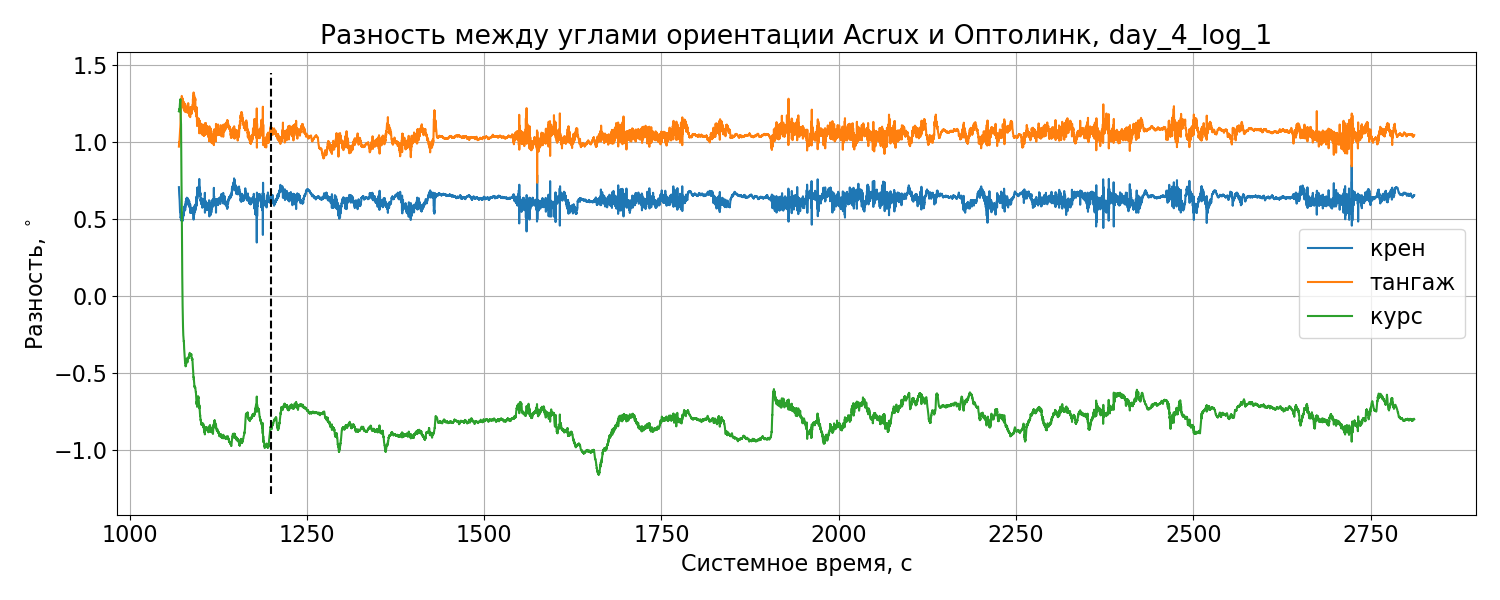 Разность между углами ориентации Acrux и Оптолинк, day_4_log_1
1.5
1.0
0.5
0.0
−0.5
−1.0
Разность, °
крен
тангаж
курс
1000 1250 1500 1750 2000 2250 2500 2750
Системное время, с